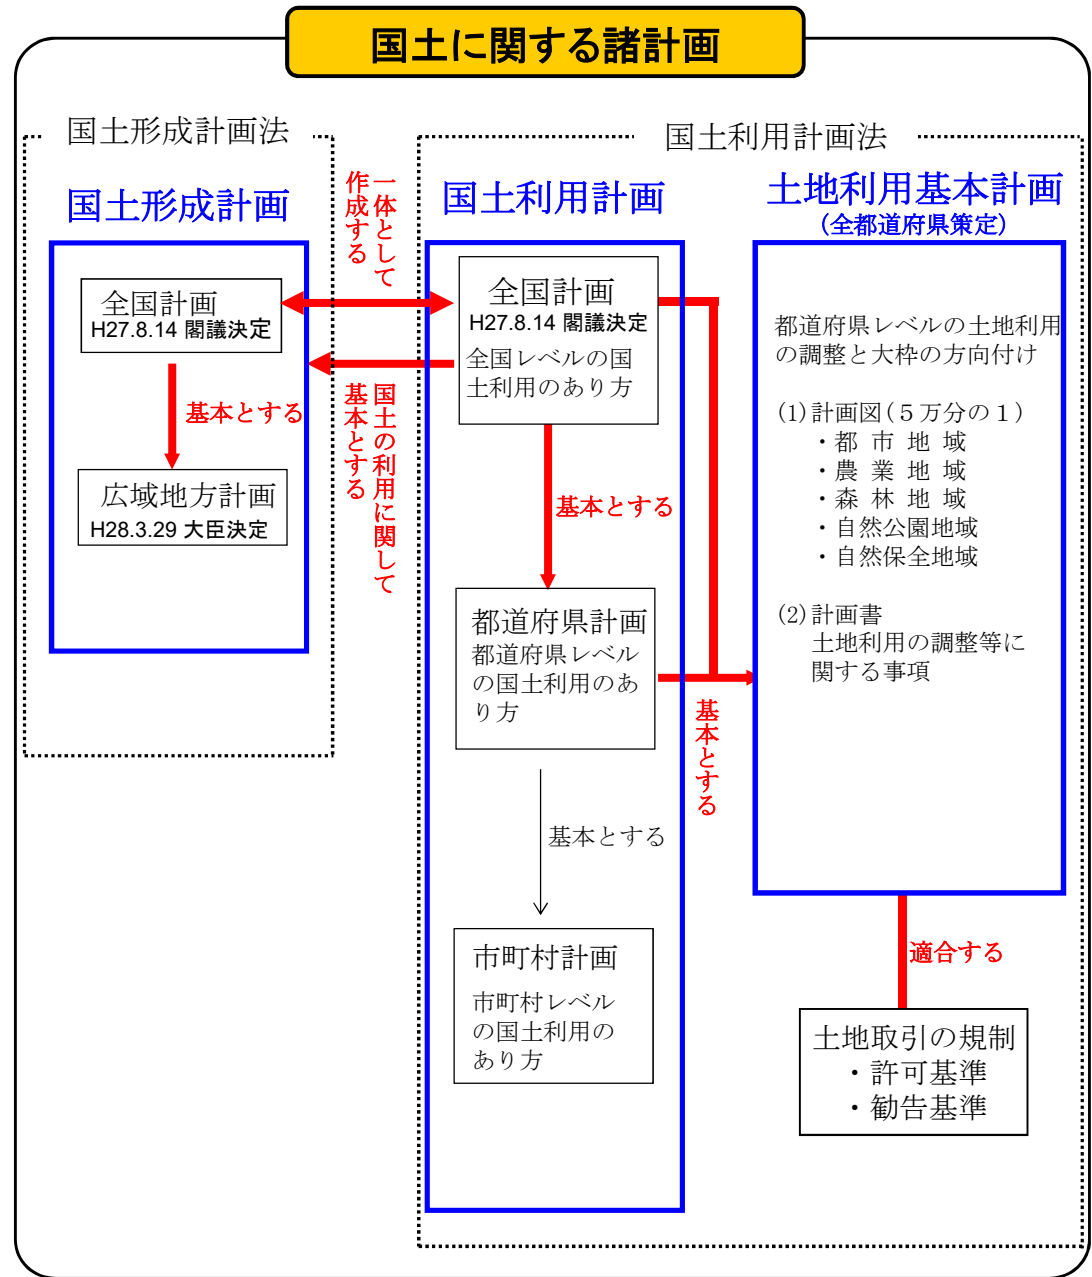 国土に関する諸計画
国土形成計画法
国土形成計画
全国計画
H27.8.14 閣議決定
基本とする
広域地方計画
H28.3.29 大臣決定
一体として
作成する
国土の利用に関して
基本とする
国土利用計画法
国土利用計画
全国計画
H27.8.14 閣議決定
全国レベルの国
土利用のあり方
基本とする
都道府県計画
都道府県レベル
の国土利用のあ
り方
基本とする
市町村計画
市町村レベル
の国土利用の
あり方
基本とする
土地利用基本計画
(全都道府県策定)
都道府県レベルの土地利用
の調整と大枠の方向付け
(1)計画図(５万分の１)
・都 市 地 域
・農 業 地 域
・森 林 地 域
・自然公園地域
・自然保全地域
(2)計画書
土地利用の調整等に
関する事項
適合する
土地取引の規制
・許可基準
・勧告基準